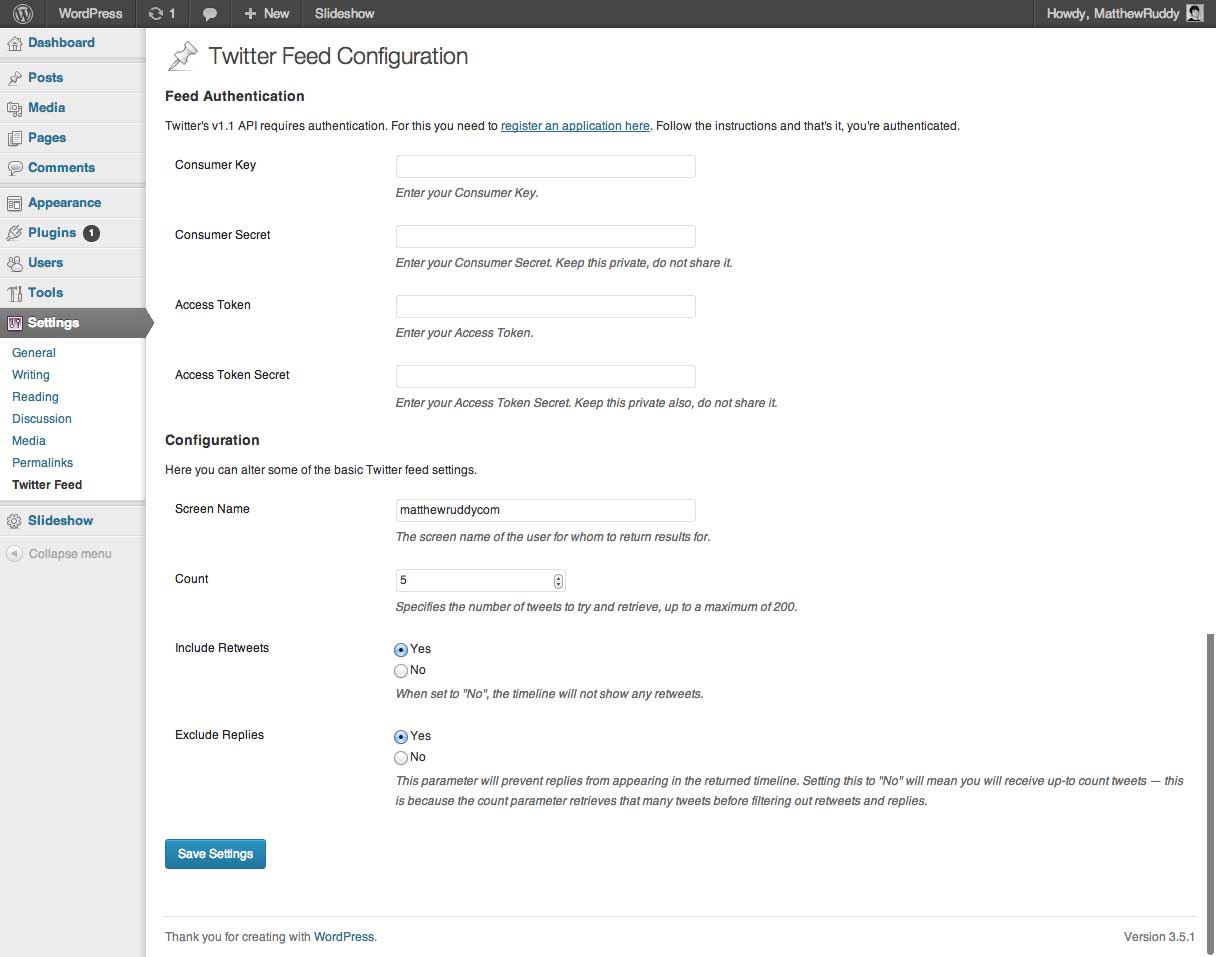 WordPress 1 New Slideshow Howdy, MatthewRuddy
Dashboard
Posts
Media
Pages
Comments
Appearance
Plugins 1
Users
Tools
Settings
General
Writing
Reading
Discussion
Media
Permalinks
Twitter Feed
Slideshow
Collapse menu
Twitter Feed Configuration
Feed Authentication
Twitter's v1.1 API requires authentication. For this you need to register an application here. Follow the instructions and that's it, you're authenticated.
Consumer Key
Enter your Consumer Key.
Consumer Secret
Enter your Consumer Secret. Keep this private, do not share it.
Access Token
Enter your Access Token.
Access Token Secret
Enter your Access Token Secret. Keep this private also, do not share it.
Configuration
Here you can alter some of the basic Twitter feed settings.
Screen Name matthewruddycom
The screen name of the user for whom to return results for.
Count 5
Specifies the number of tweets to try and retrieve, up to a maximum of 200.
Include Retweets Yes
No
When set to "No", the timeline will not show any retweets.
Exclude Replies Yes
No
This parameter will prevent replies from appearing in the returned timeline. Setting this to "No" will mean you will receive up-to count tweets — this
is because the count parameter retrieves that many tweets before filtering out retweets and replies.
Save Settings
Thank you for creating with WordPress. Version 3.5.1